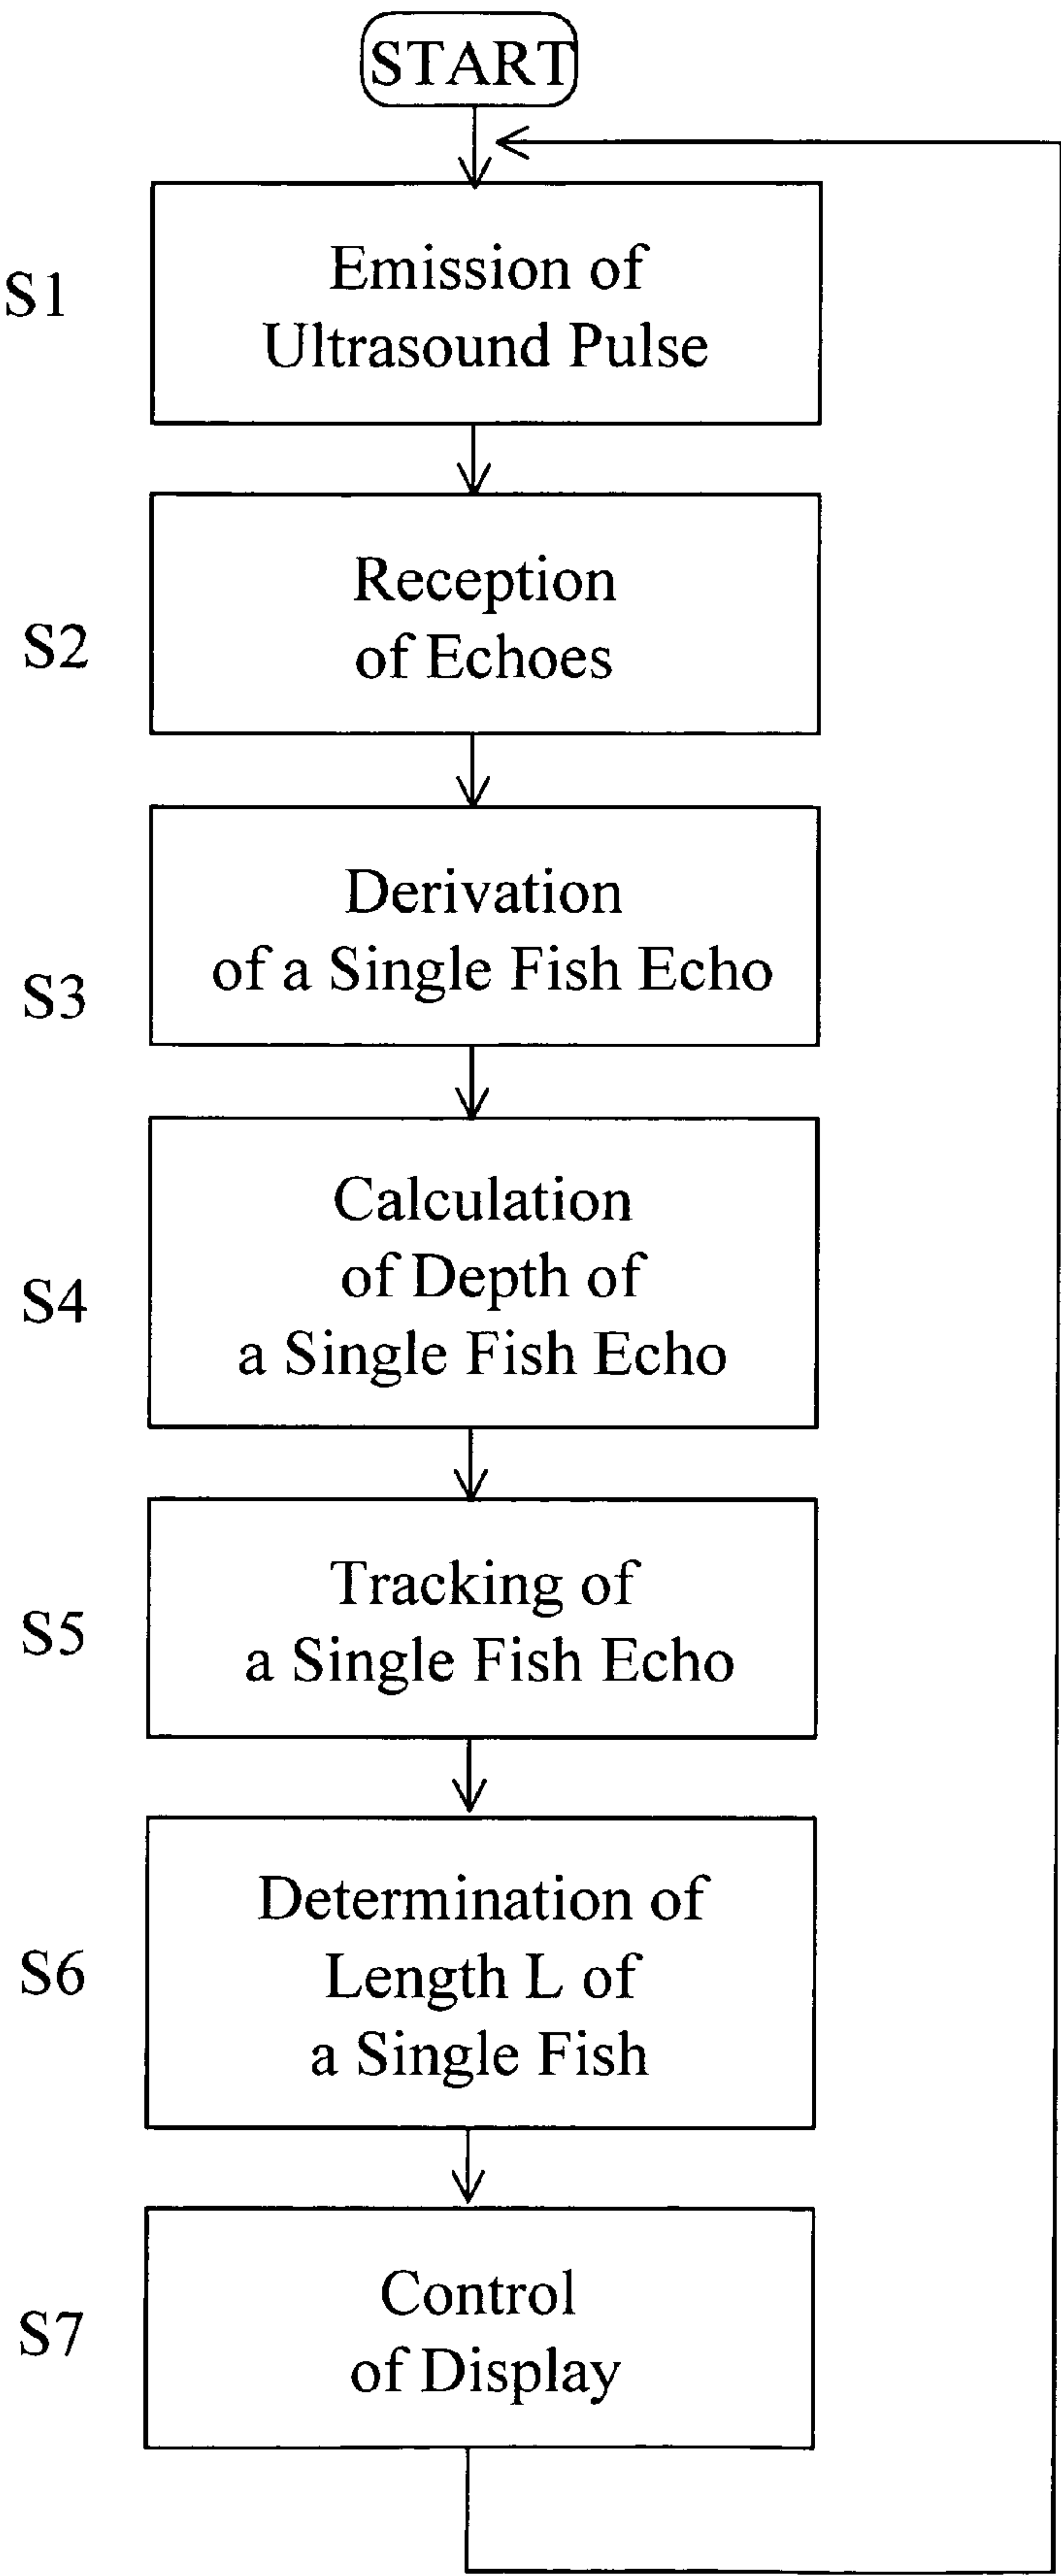 START
S1
Emission of
Ultrasound Pulse
S2
Reception
of Echoes
S3
Derivation
of a Single Fish Echo
S4
Calculation
of Depth of
a Single Fish Echo
S5
Tracking of
a Single Fish Echo
S6
Determination of
Length L of
a Single Fish
S7
Control
of Display